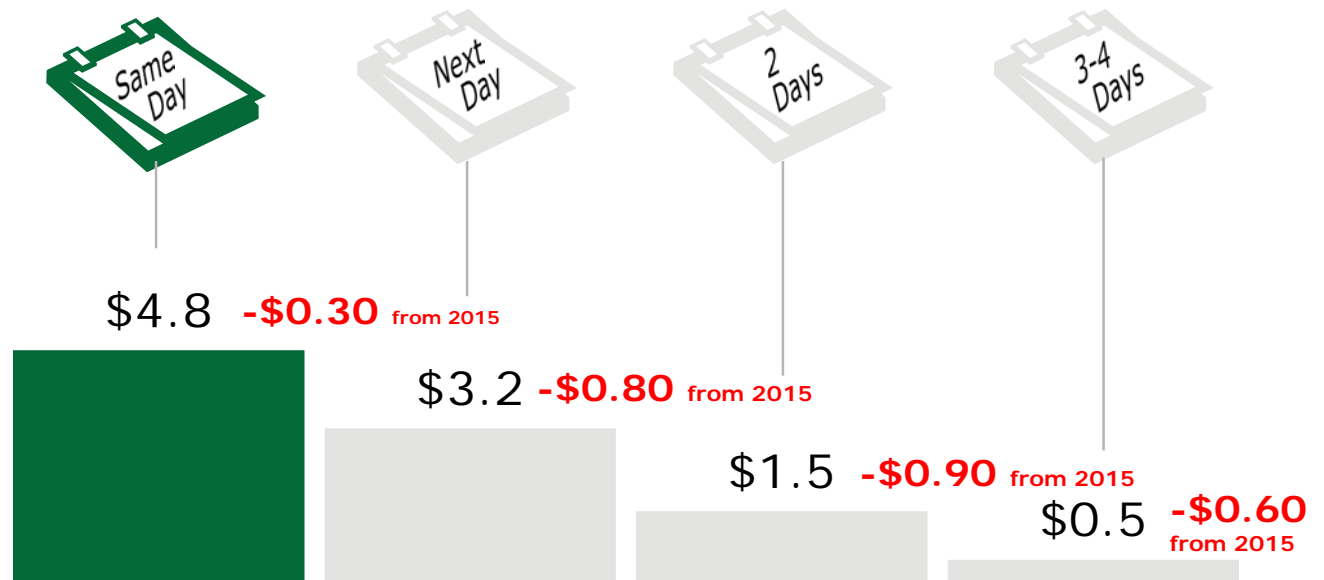 Same
Day
Next
Day
2
Days
3-4
Days
$4.8 -$0.30 from 2015
$3.2 -$0.80 from 2015
$1.5 -$0.90 from 2015
$0.5 -$0.60
from 2015